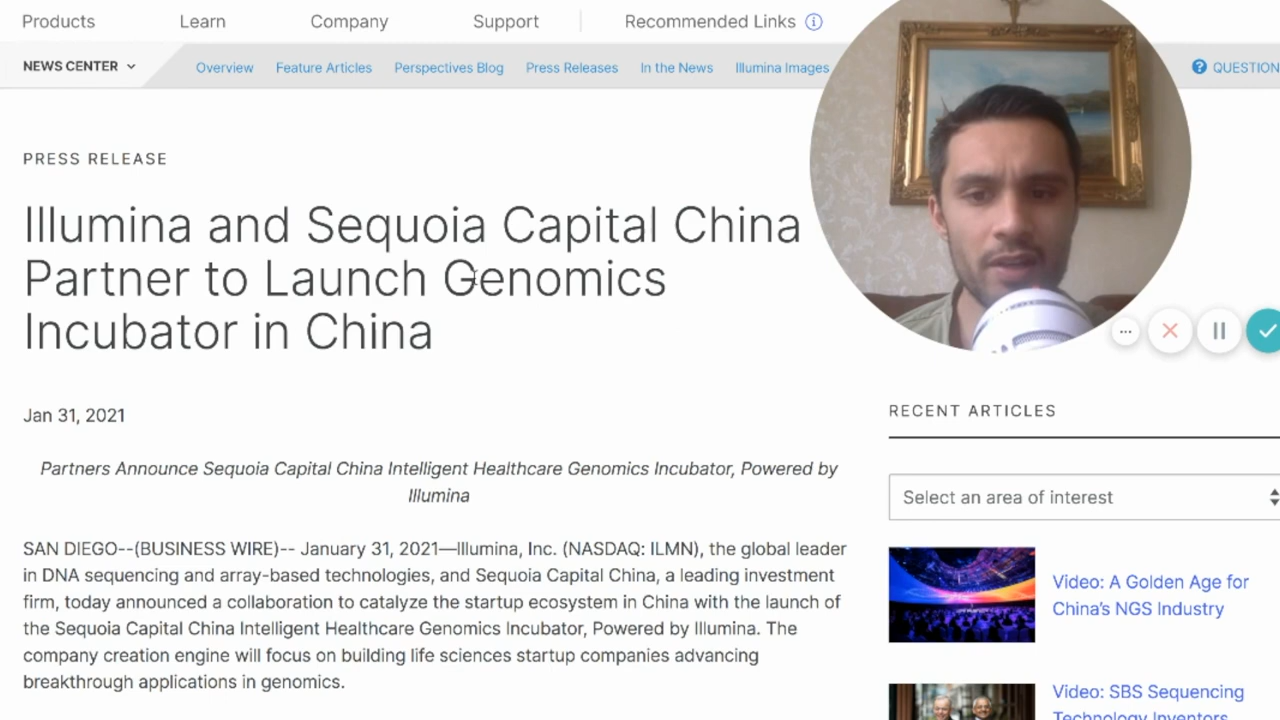 Products Learn Company Support Recommended Links
NEWS CENTER Overview Feature Articles Perspectives Blog Press Releases In the News Illumina Images QUESTION
PRESS RELEASE
Illumina and Sequoia Capital China
Partner to Launch Genomics
Incubator in China
Jan 31, 2021
Partners Announce Sequoia Capital China Intelligent Healthcare Genomics Incubator, Powered by
Illumina
SAN DIEGO--(BUSINESS WIRE)-- January 31, 2021—Illumina, Inc. (NASDAQ: ILMN), the global leader
in DNA sequencing and array-based technologies, and Sequoia Capital China, a leading investment
firm, today announced a collaboration to catalyze the startup ecosystem in China with the launch of
the Sequoia Capital China Intelligent Healthcare Genomics Incubator, Powered by Illumina. The
company creation engine will focus on building life sciences startup companies advancing
breakthrough applications in genomics.
RECENT ARTICLES
Select an area of interest
Video: A Golden Age for
China's NGS Industry
Video: SBS Sequencing
Technology Inventors